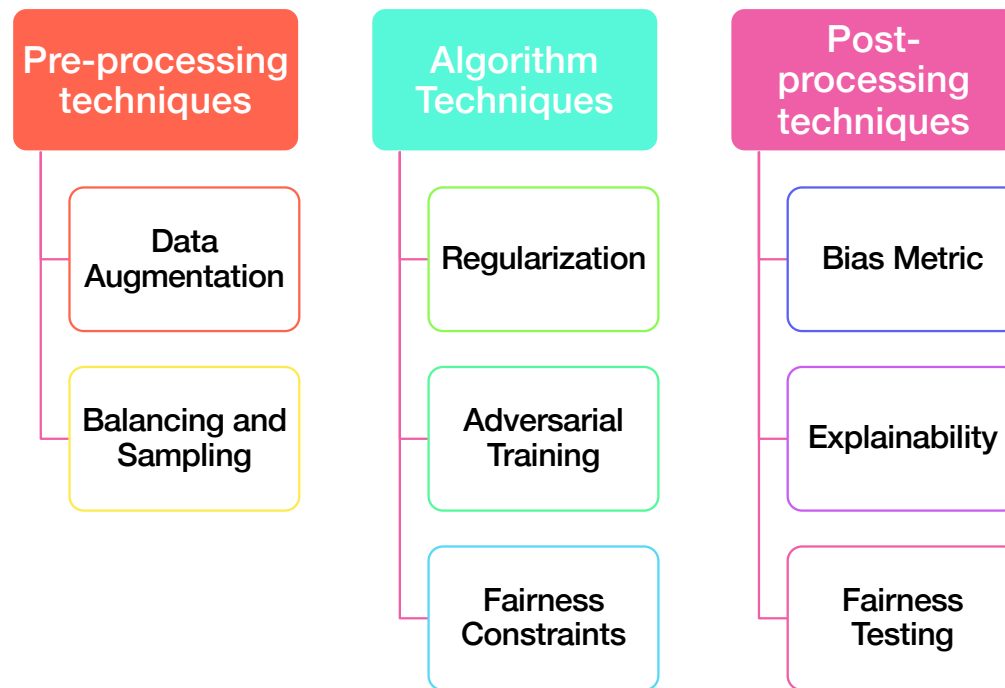 Pre-processing
techniques
Data
Augmentation
Balancing and
Sampling
Algorithm
Techniques
Regularization
Adversarial
Training
Fairness
Constraints
Post-
processing
techniques
Bias Metric
Explainability
Fairness
Testing